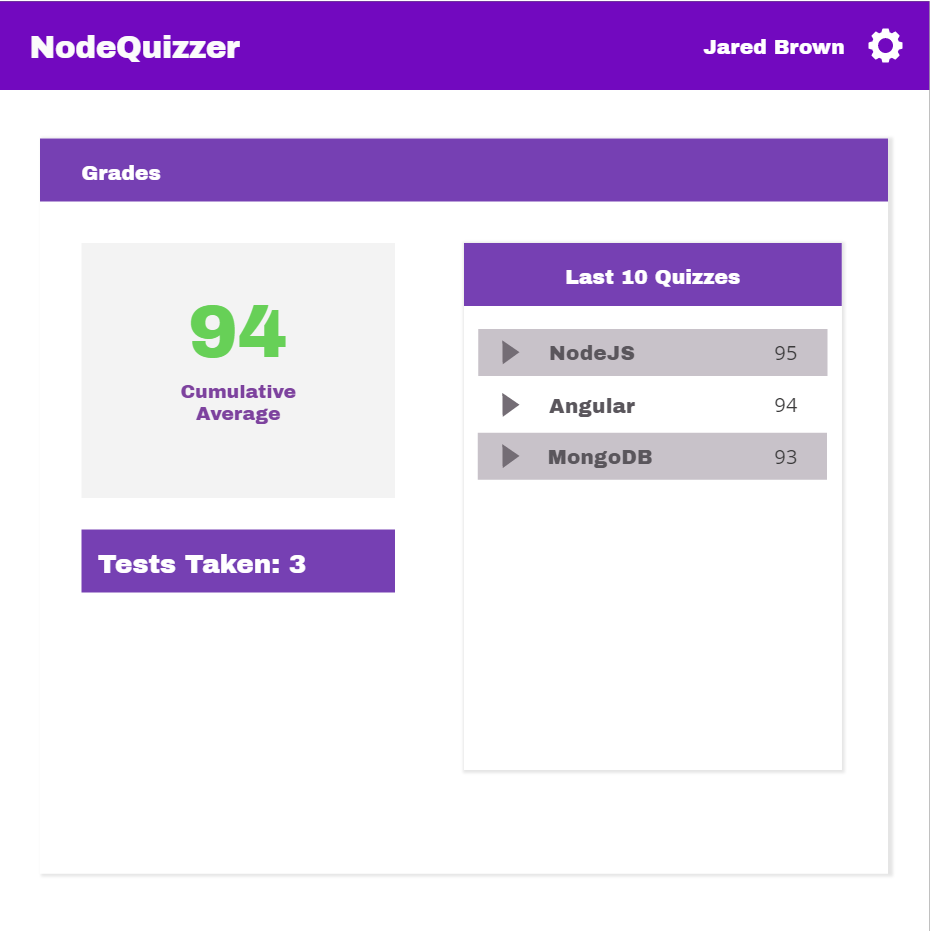 NodeQuizzer
Jared Brown
Grades
94
Cumulative
Average
Tests Taken: 3
Last 10 Quizzes
NodeJS 95
Angular 94
MongoDB 93